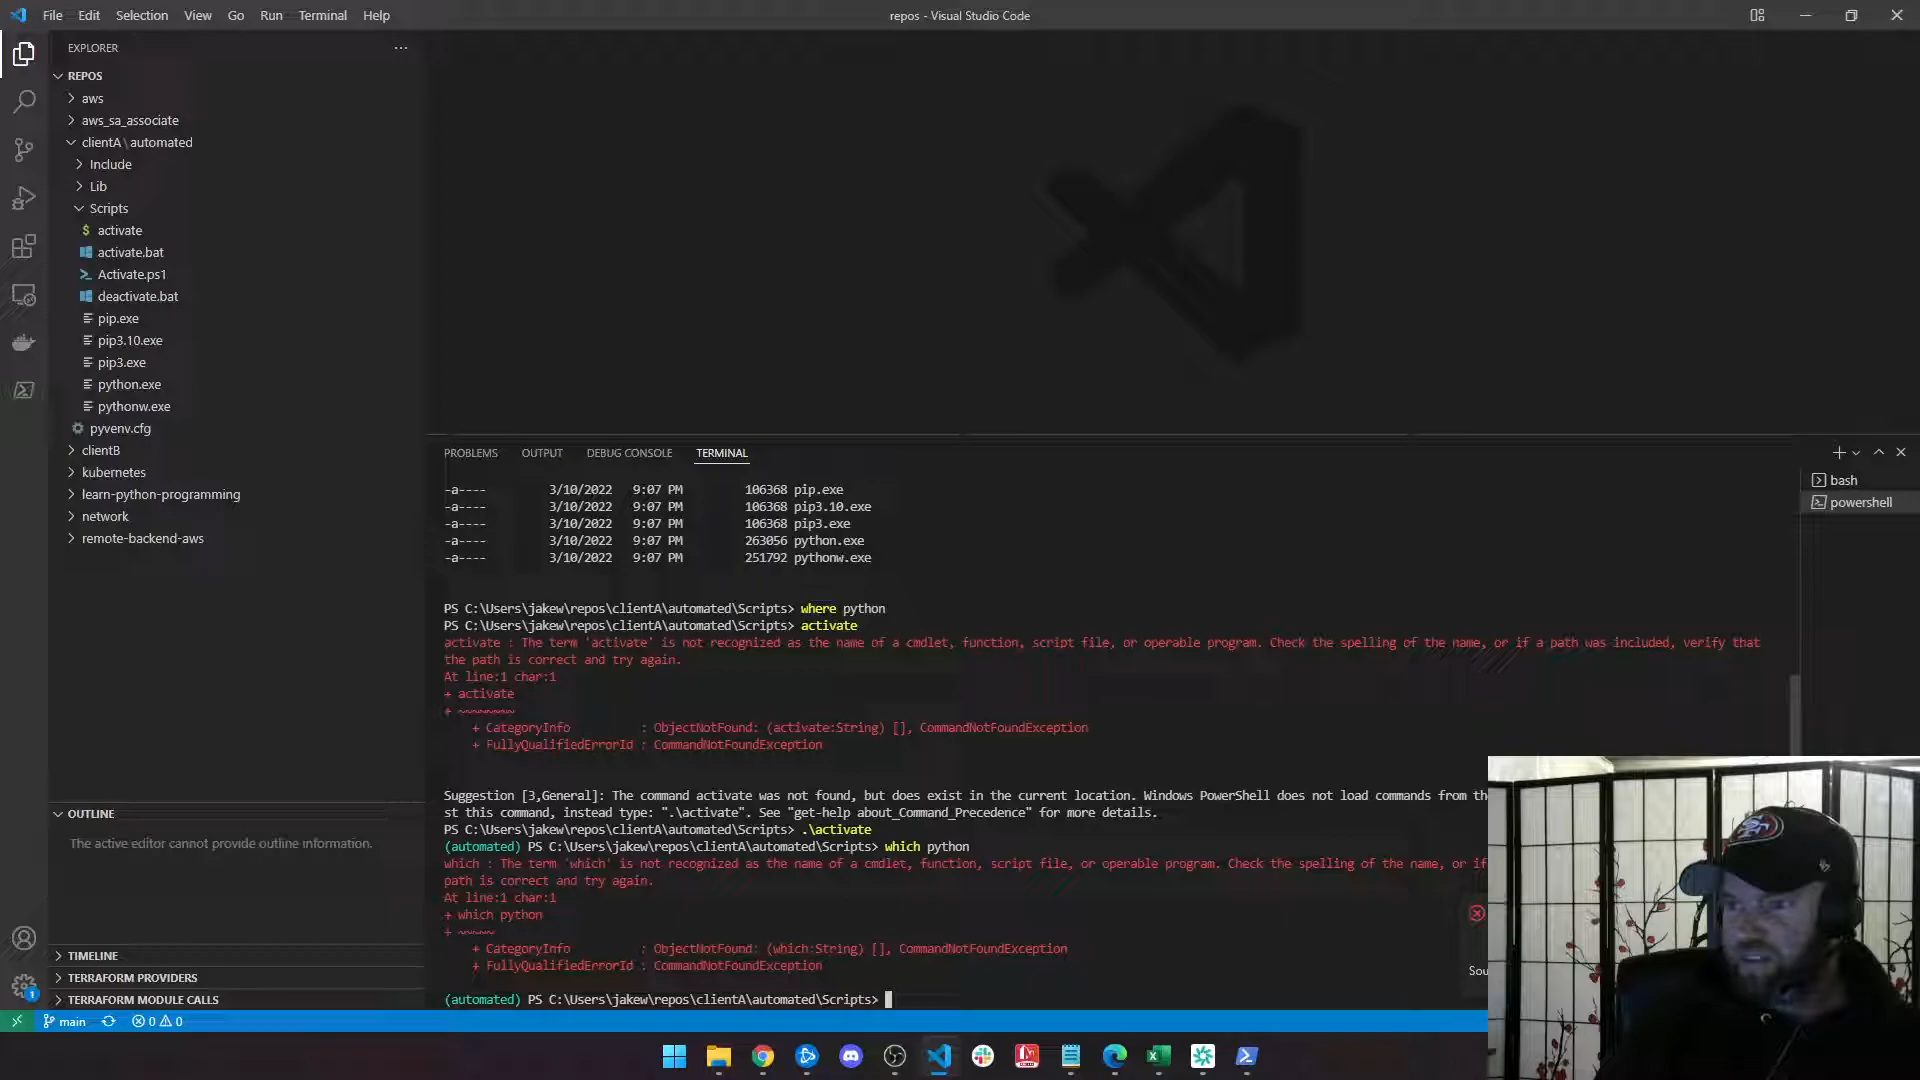 File Edit Selection View Go Run Terminal Help
repos - Visual Studio Code
EXPLORER
REPOS
aws
aws_sa_associate
clientA\automated
Include
Lib
Scripts
activate
activate.bat
Activate.ps1
deactivate.bat
pip.exe
pip3.10.exe
pip3.exe
python.exe
pythonw.exe
pyvenv.cfg
clientB
kubernetes
learn-python-programming
network
remote-backend-aws
OUTLINE
The active editor cannot provide outline information.
TIMELINE
TERRAFORM PROVIDERS
TERRAFORM MODULE CALLS
PROBLEMS OUTPUT DEBUG CONSOLE TERMINAL
bash
powershell
-a---- 3/10/2022 9:07 PM 106368 pip.exe
-a---- 3/10/2022 9:07 PM 106368 pip3.10.exe
-a---- 3/10/2022 9:07 PM 106368 pip3.exe
-a---- 3/10/2022 9:07 PM 263056 python.exe
-a---- 3/10/2022 9:07 PM 251792 pythonw.exe
PS C:\Users\jakew\repos\clientA\automated\Scripts> where python
PS C:\Users\jakew\repos\clientA\automated\Scripts> activate
activate : The term 'activate' is not recognized as the name of a cmdlet, function, script file, or operable program. Check the spelling of the name, or if a path was included, verify that
the path is correct and try again.
At line:1 char:1
+ activate
+ ~~~~~~~~
+ CategoryInfo : ObjectNotFound: (activate:String) [], CommandNotFoundException
+ FullyQualifiedErrorId : CommandNotFoundException
Suggestion [3,General]: The command activate was not found, but does exist in the current location. Windows PowerShell does not load commands from th
st this command, instead type: ".\activate". See "get-help about_Command_Precedence" for more details.
PS C:\Users\jakew\repos\clientA\automated\Scripts> .\activate
(automated) PS C:\Users\jakew\repos\clientA\automated\Scripts> which python
which : The term 'which' is not recognized as the name of a cmdlet, function, script file, or operable program. Check the spelling of the name, or if
path is correct and try again.
At line:1 char:1
+ which python
+ ~~~~~
+ CategoryInfo : ObjectNotFound: (which:String) [], CommandNotFoundException
+ FullyQualifiedErrorId : CommandNotFoundException
Sou
(automated) PS C:\Users\jakew\repos\clientA\automated\Scripts>
1
main 0 0